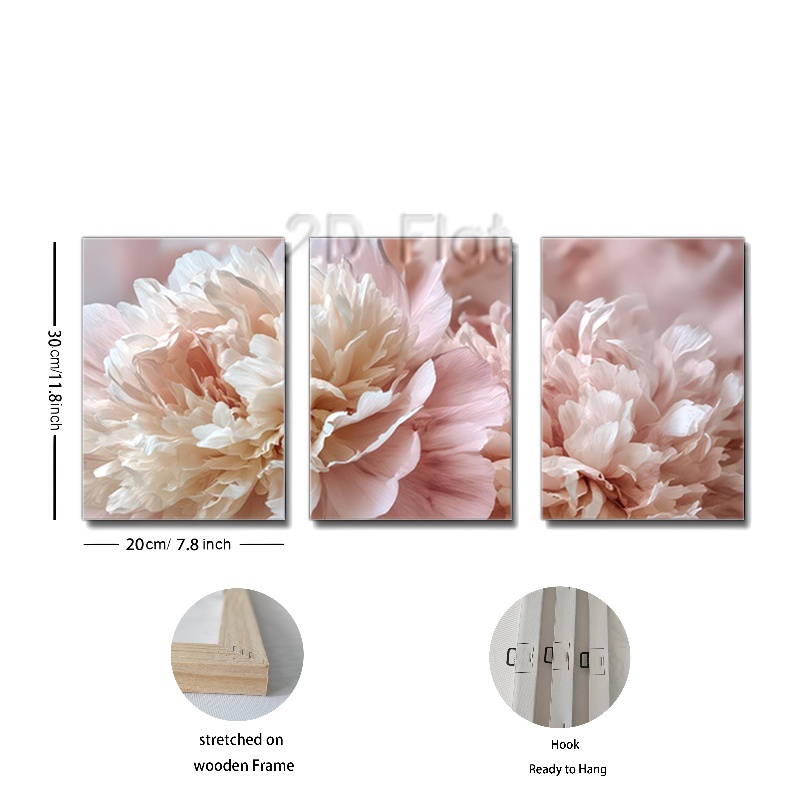 2D Flat
30cm/11.8inch
20cm/ 7.8 inch
stretched on
wooden Frame
Hook
Ready to Hang